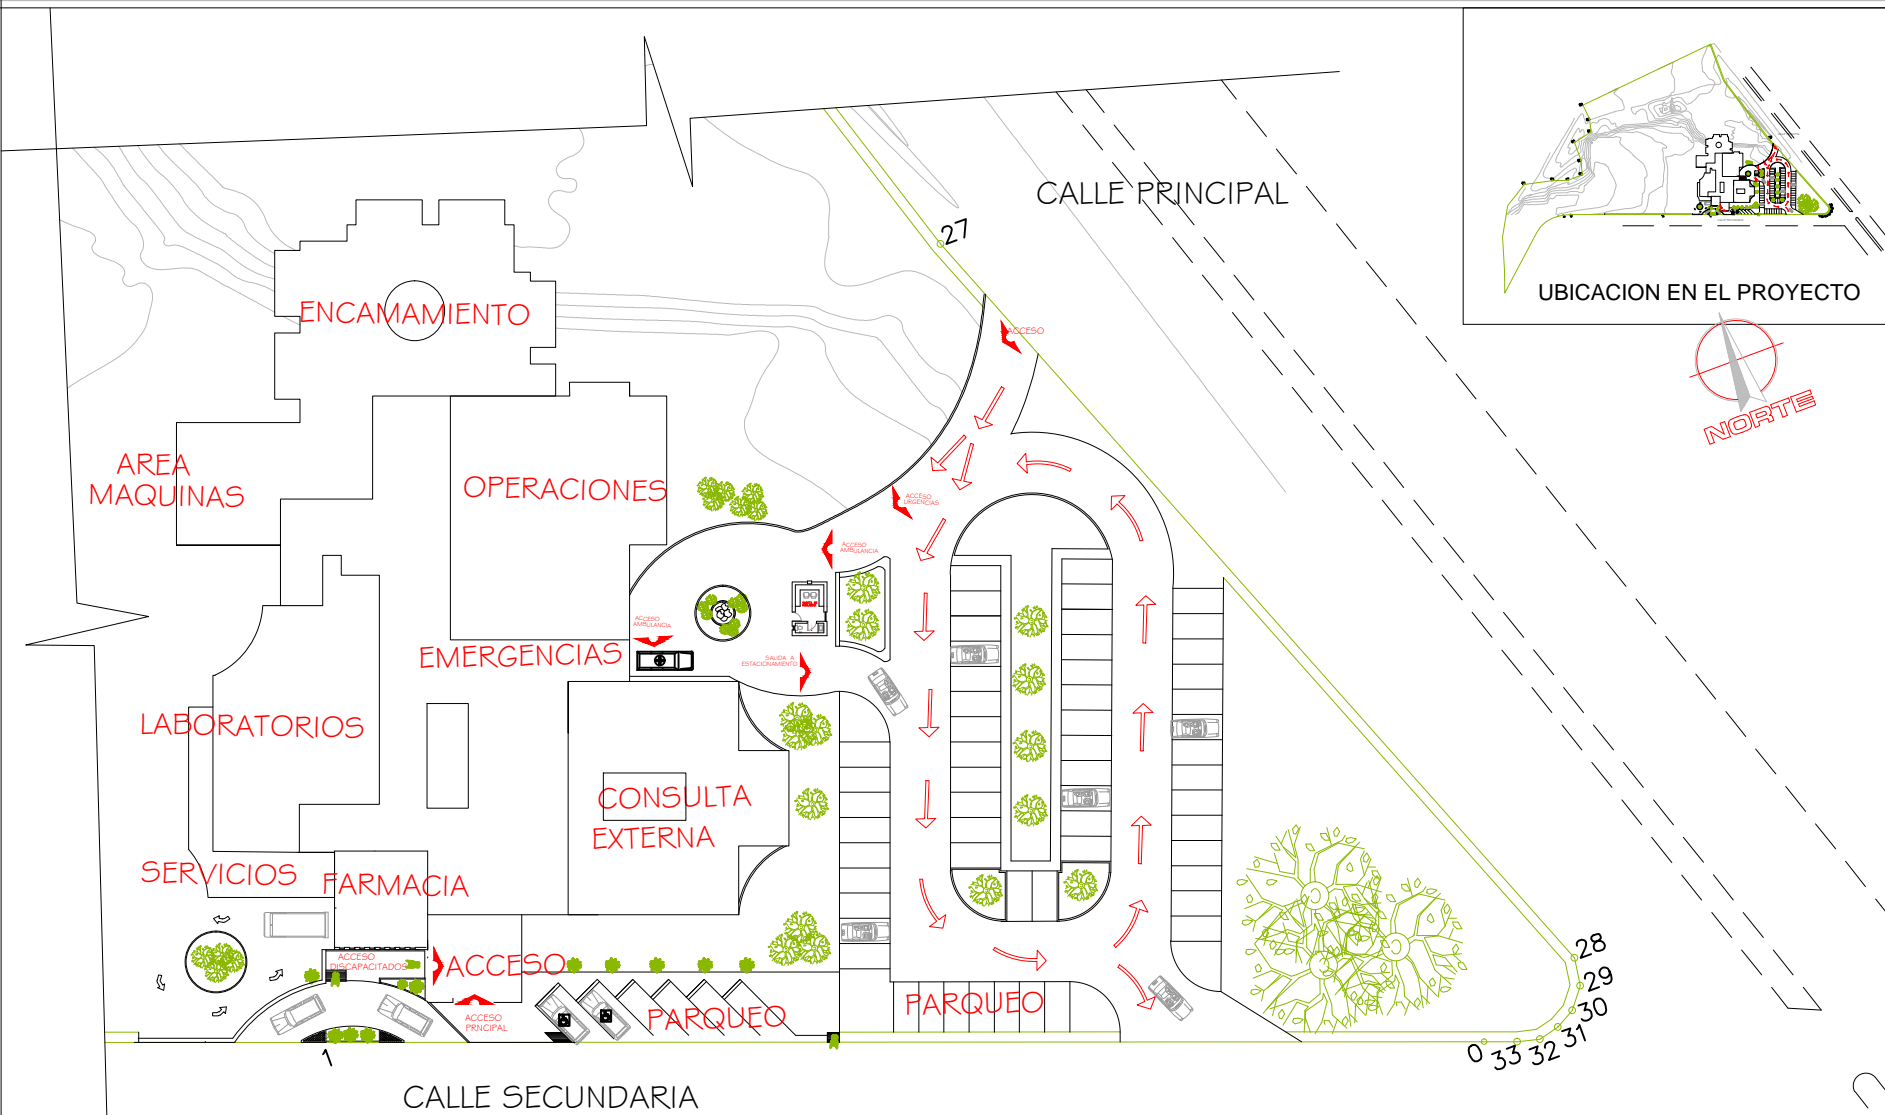 CALLE PRINCIPAL
27
UBICACION EN EL PROYECTO
NORTE
ENCAMAMIENTO
ACCESO
AREA
MAQUINAS
OPERACIONES
ACCESO
URGENCIAS
ACCESO
AMBULANCIA
ACCESO
AMBULANCIA
EMERGENCIAS
SALIDA A
ESTACIONAMIENTO
LABORATORIOS
CONSULTA
EXTERNA
SERVICIOS
FARMACIA
ACCESO
DISCAPACITADOS
ACCESO
ACCESO
PRINCIPAL
PARQUEO
PARQUEO
28
29
30
31
32
33
0
1
CALLE SECUNDARIA